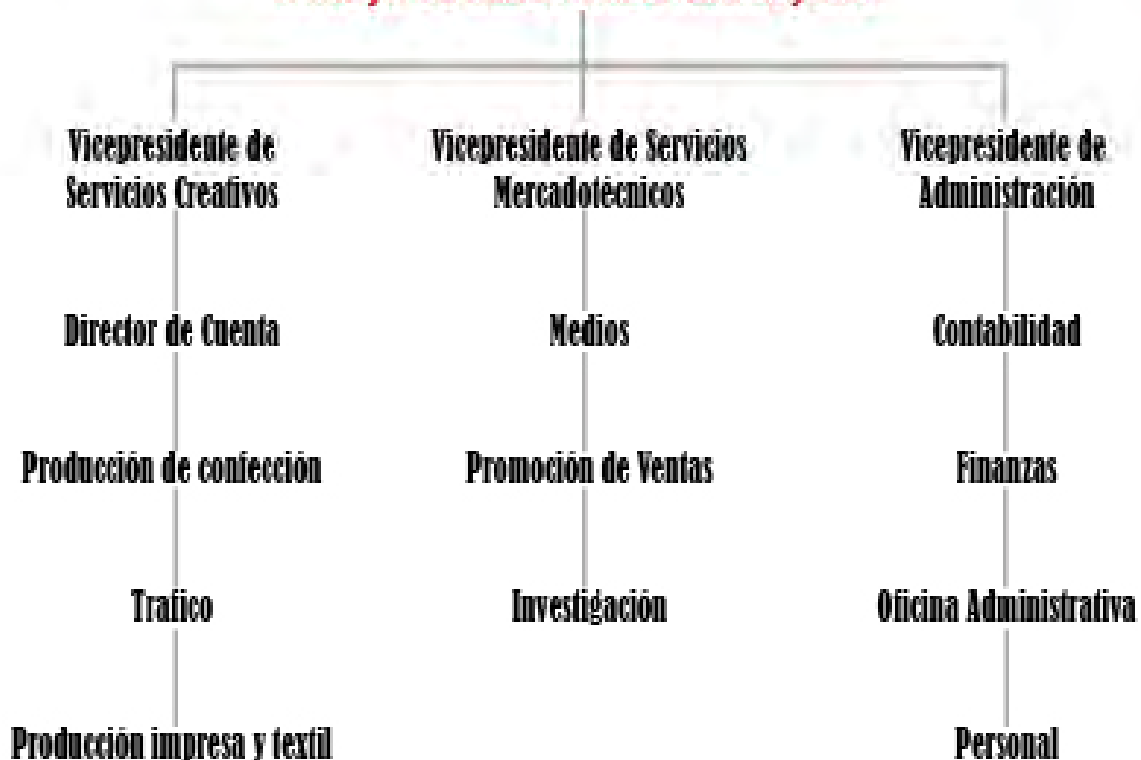 Vicepresidente de
Servicios Creativos
Vicepresidente de Servicios
Mercadotécnicos
Vicepresidente de
Administración
Director de Cuenta
Medios
Contabilidad
Producción de confección
Promoción de Ventas
Finanzas
Trafico
Investigación
Oficina Administrativa
Producción impresa y textil
Personal